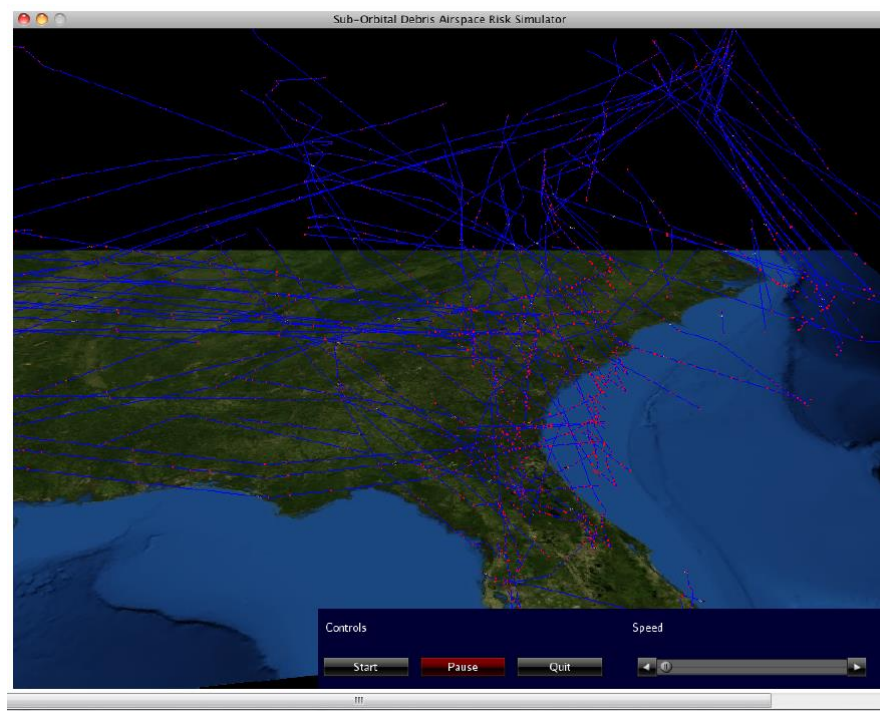 Sub-Orbital Debris Airspace Risk Simulator
Controls
Speed
Start
Pause
Quit